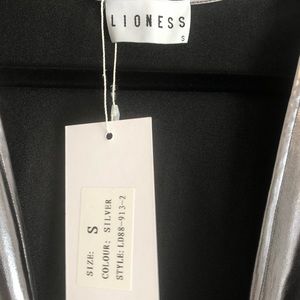 LIONESS
S
SIZE: S
COLOUR: SILVER
STYLE: LD88-913-2